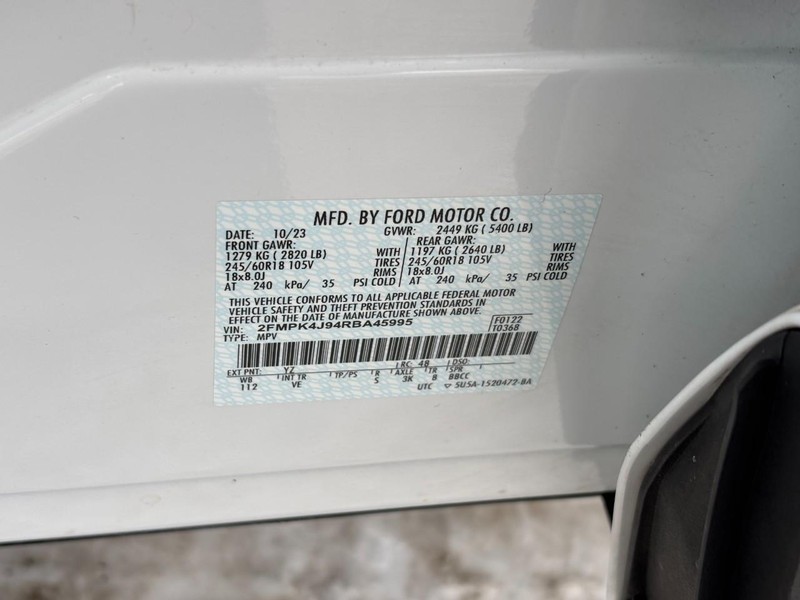 MFD. BY FORD MOTOR CO.
DATE: 10/23 GVWR: 2449 KG ( 5400 LB)
FRONT GAWR: REAR GAWR:
1279 KG ( 2820 LB) WITH 1197 KG ( 2640 LB) WITH
245/60R18 105V TIRES 245/60R18 105V TIRES
18x8.0J RIMS 18x8.0J RIMS
AT 240 kPa/ 35 PSI COLD AT 240 kPa/ 35 PSI COLD
THIS VEHICLE CONFORMS TO ALL APPLICABLE FEDERAL MOTOR
VEHICLE SAFETY AND THEFT PREVENTION STANDARDS IN
EFFECT ON THE DATE OF MANUFACTURE SHOWN ABOVE.
VIN: 2FMPK4J94RBA45995 F0122
TYPE: MPV T0368
EXT PNT: YZ RC: 48 DSO:
WB INT TR TP/PS R AXLE TR SPR
112 VE S 3K 8 BBCC
UTC 5U5A-1520472-BA